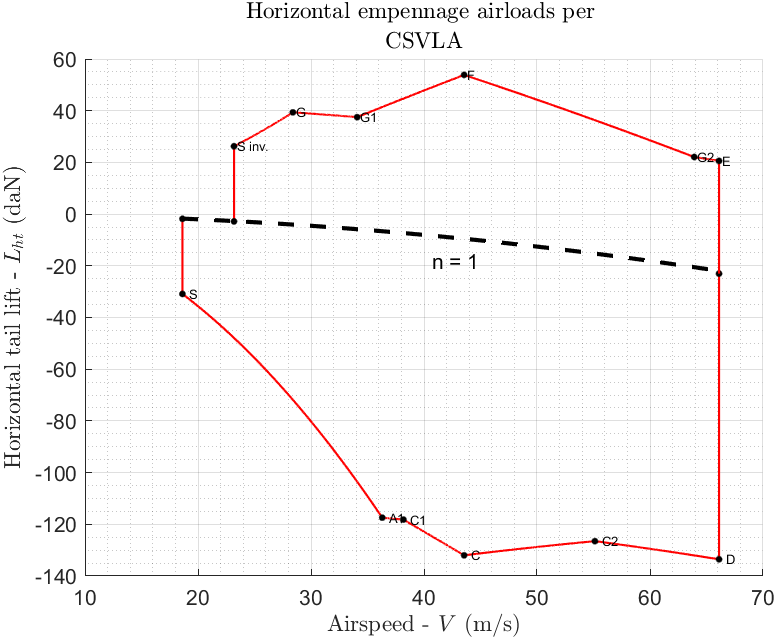 Horizontal empennage airloads per
CSVLA
Horizontal tail lift - L_ht (daN)
60
40
20
0
-20
-40
-60
-80
-100
-120
-140
F
G
G1
S inv.
G2
E
n = 1
S
A1
C1
C
C2
D
10 20 30 40 50 60 70
Airspeed - V (m/s)